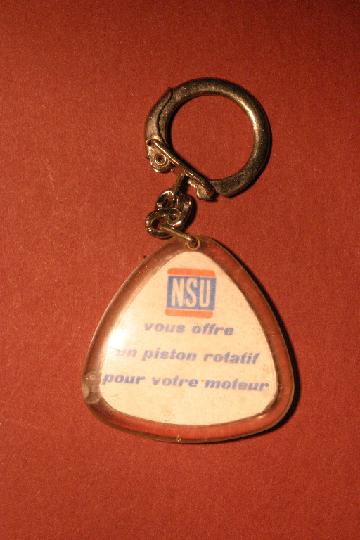 NSU
vous offre
un piston rotatif
pour votre moteur